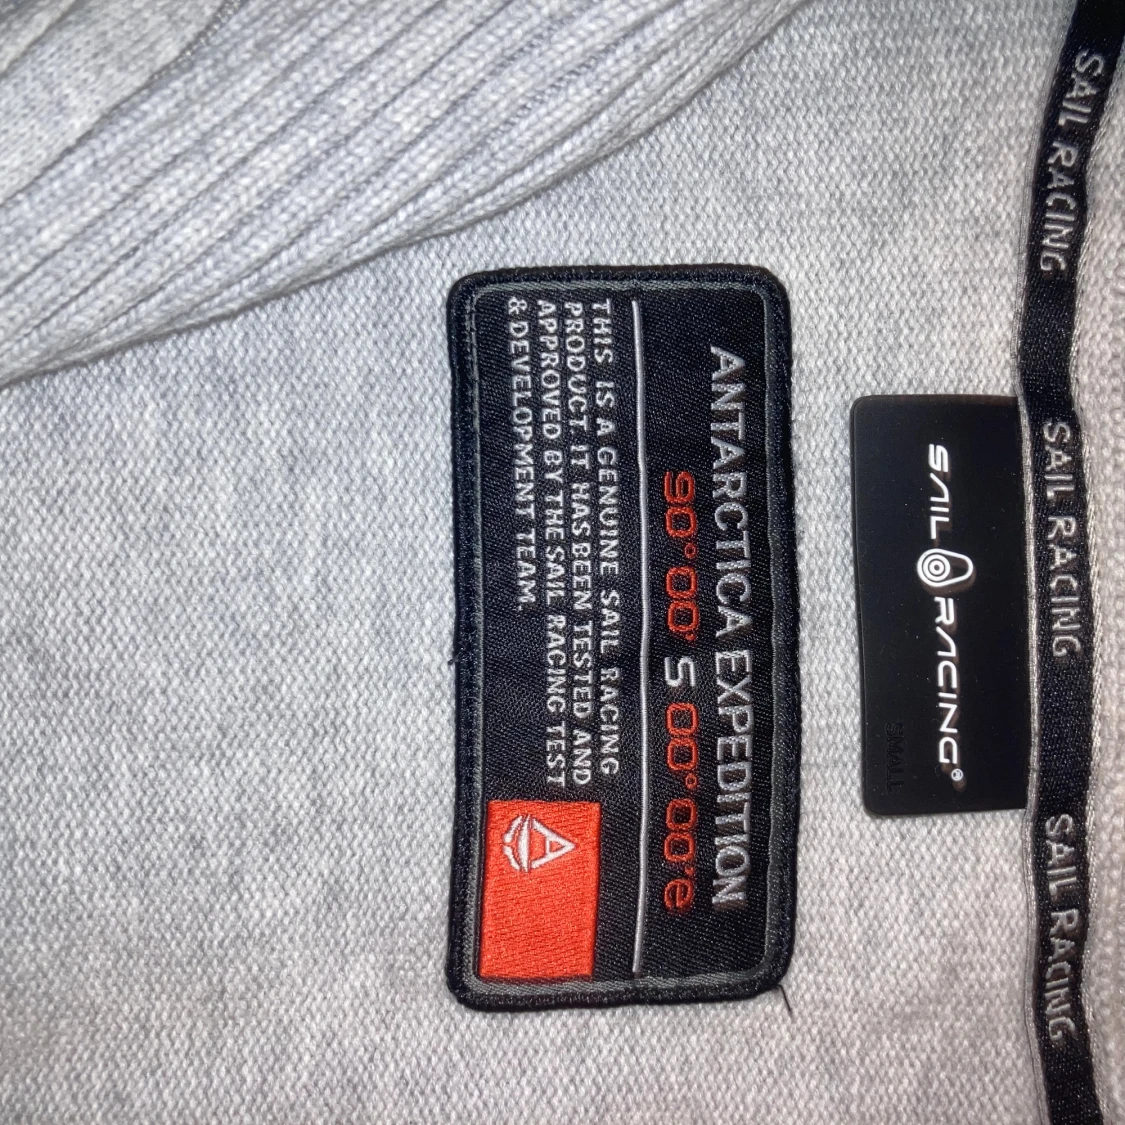 SAIL RACING SAIL RACING SAIL RACING
SAIL RACING®
SMALL
ANTARCTICA EXPEDITION
90°00' S 00°00'e
THIS IS A GENUINE SAIL RACING
PRODUCT IT HAS BEEN TESTED AND
APPROVED BY THE SAIL RACING TEST
& DEVELOPMENT TEAM.